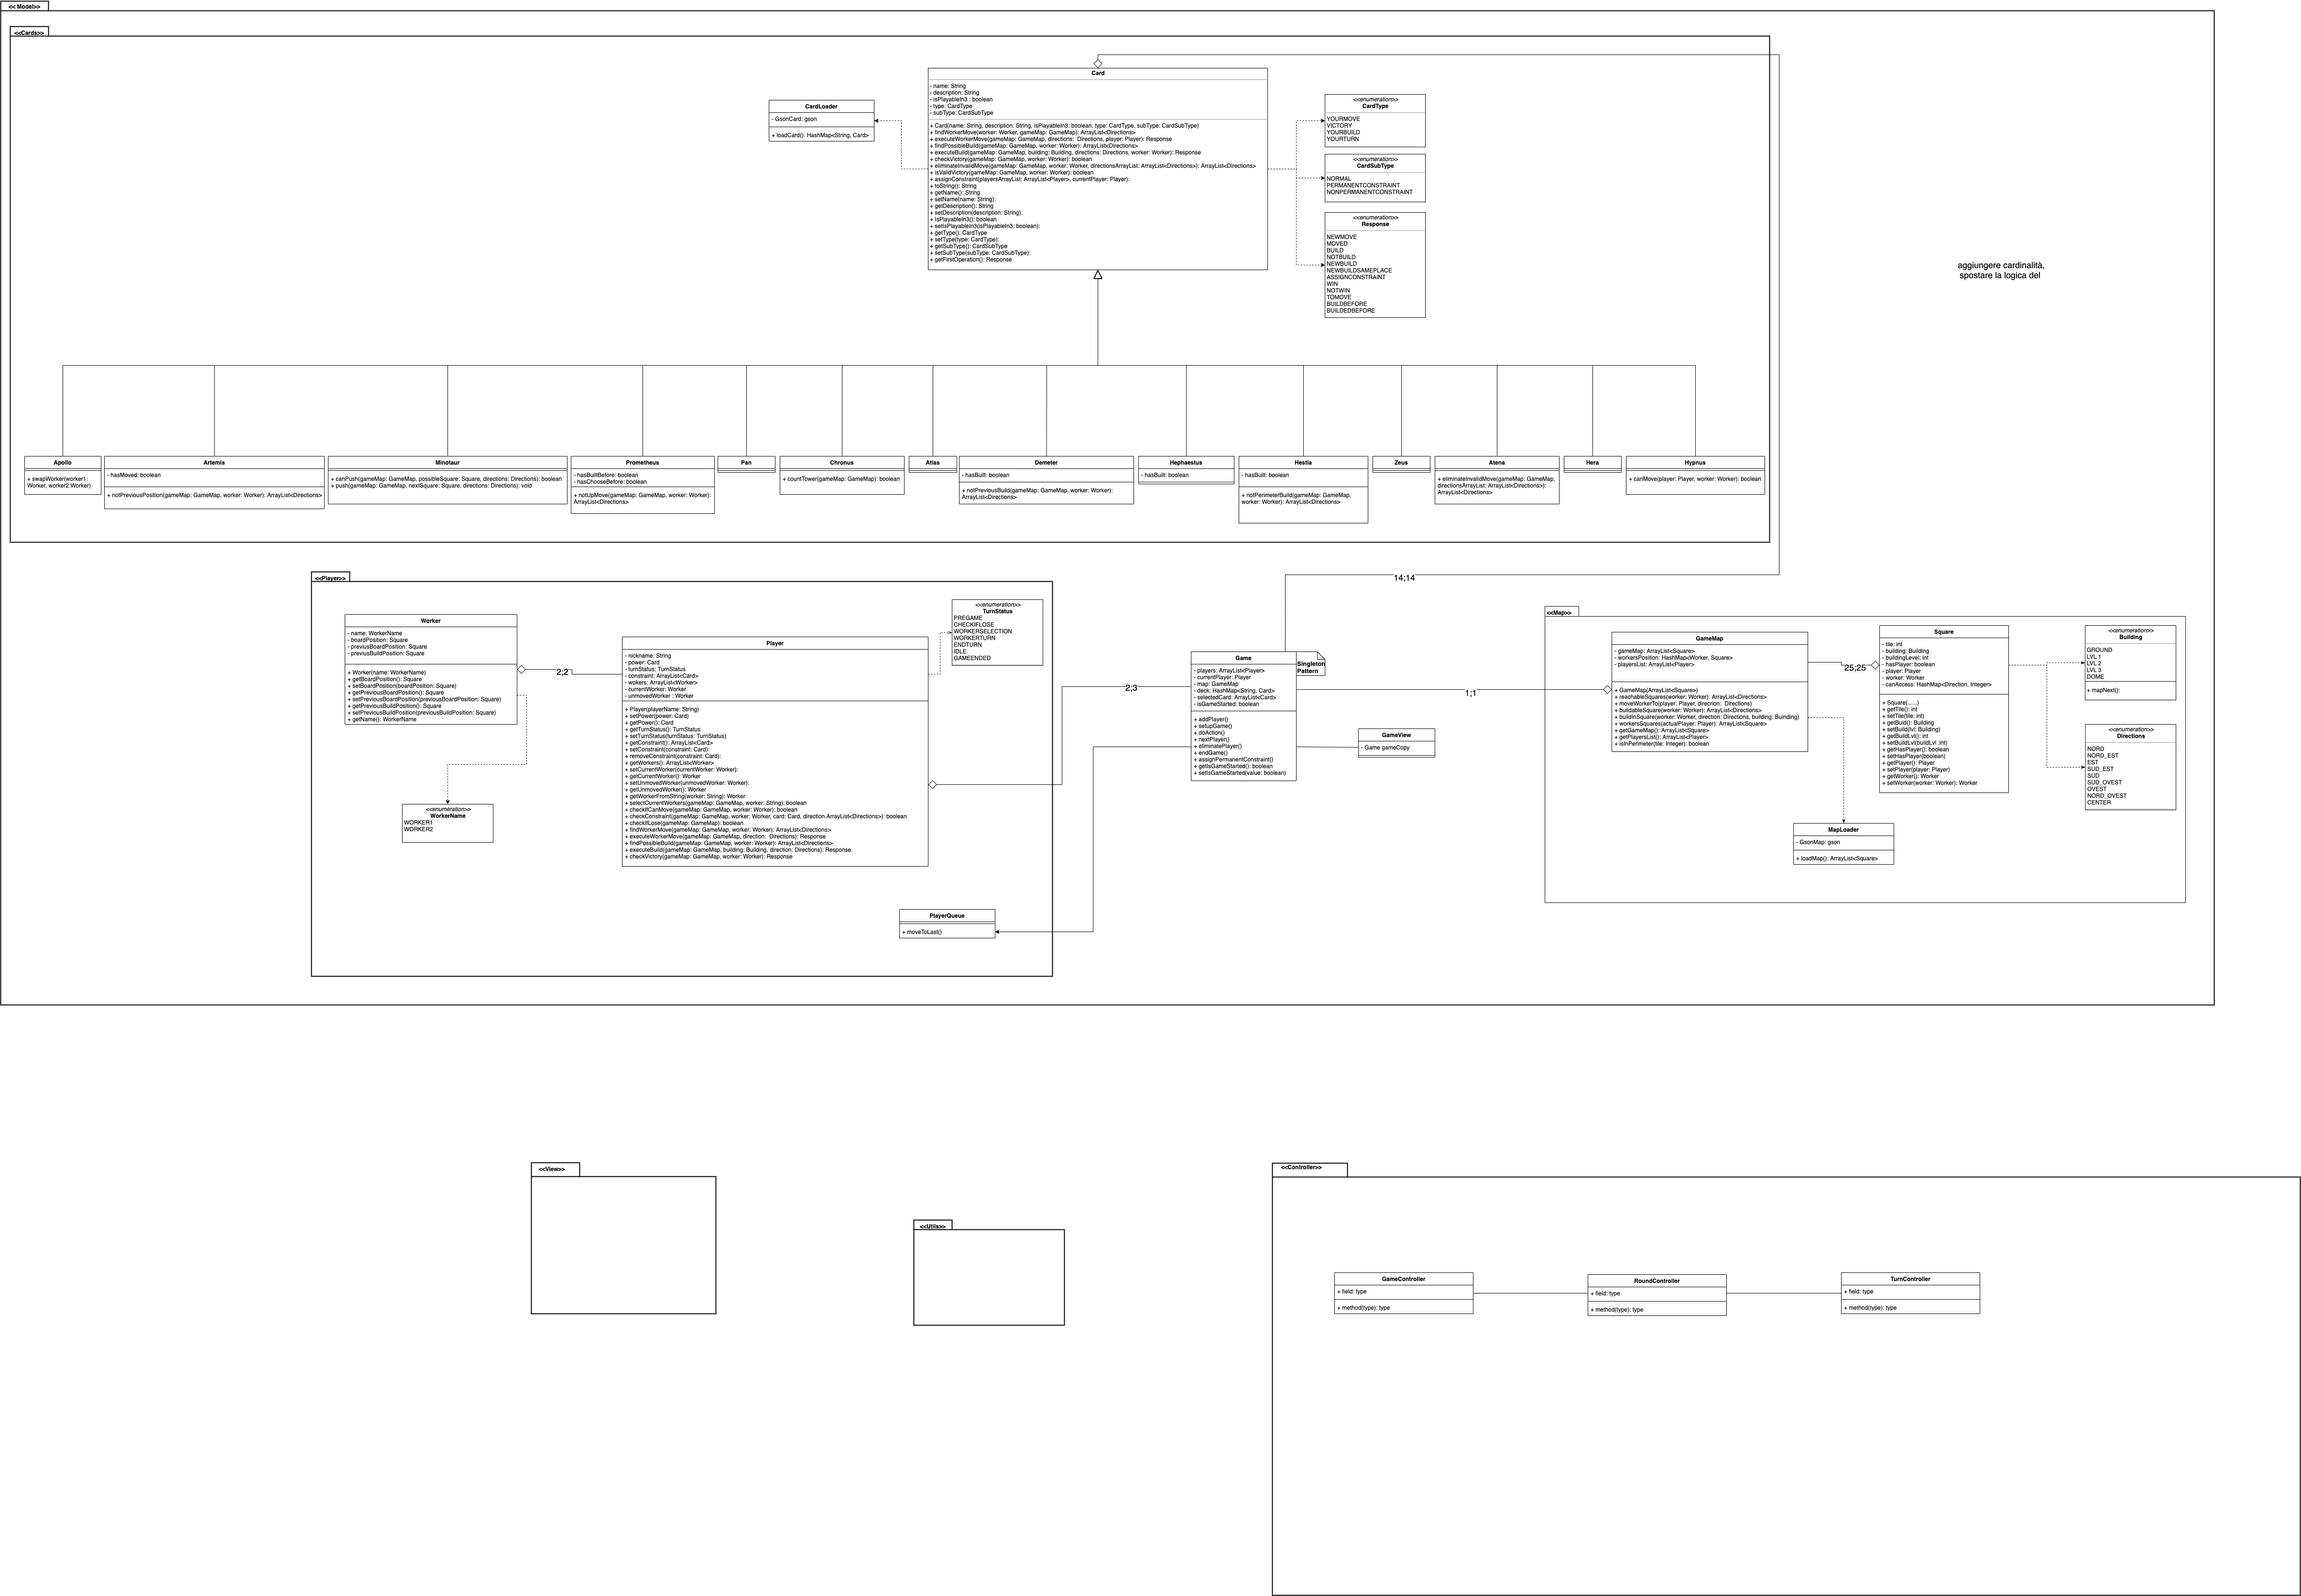 << Model>>
<<Cards>>
Card
- name: String
- description: String
- isPlayableIn3 : boolean
- type: CardType
- subType: CardSubType
+ Card(name: String, description: String, isPlayableIn3: boolean, type: CardType, subType: CardSubType)
+ findWorkerMove(worker: Worker, gameMap: GameMap): ArrayList<Directions>
+ executeWorkerMove(gameMap: GameMap, directions:  Directions, player: Player): Response
+ findPossibleBuild(gameMap: GameMap, worker: Worker): ArrayList<Directions>
+ executeBuild(gameMap: GameMap, building: Building, directions: Directions, worker: Worker): Response
+ checkVictory(gameMap: GameMap, worker: Worker): boolean
+ eliminateInvalidMove(gameMap: GameMap, worker: Worker, directionsArrayList: ArrayList<Directions>): ArrayList<Directions>
+ isValidVictory(gameMap: GameMap, worker: Worker): boolean
+ assignConstraint(playersArrayList: ArrayList<Player>, currentPlayer: Player):
+ toString(): String
+ getName(): String
+ setName(name: String):
+ getDescription(): String
+ setDescription(description: String):
+ IsPlayableIn3(): boolean
+ setIsPlayableIn3(isPlayableIn3: boolean):
+ getType(): CardType
+ setType(type: CardType):
+ getSubType(): CardSubType
+ setSubType(subType: CardSubType):
+ getFirstOperation(): Response
CardLoader
- GsonCard: gson
+ loadCard(): HashMap<String, Card>
<<enumeration>>
CardType
YOURMOVE
VICTORY
YOURBUILD
YOURTURN
<<enumeration>>
CardSubType
NORMAL
PERMANENTCONSTRAINT
NONPERMANENTCONSTRAINT
<<enumeration>>
Response
NEWMOVE
MOVED
BUILD
NOTBUILD
NEWBUILD
NEWBUILDSAMEPLACE
ASSIGNCONSTRAINT
WIN
NOTWIN
TOMOVE
BUILDBEFORE
BUILDEDBEFORE
aggiungere cardinalità,
spostare la logica del
Apollo
+ swapWorker(worker1:
Worker, worker2:Worker)
Artemis
- hasMoved: boolean
+ notPreviousPosition(gameMap: GameMap, worker: Worker): ArrayList<Directions>
Minotaur
+ canPush(gameMap: GameMap, possibleSquare: Square, directions: Directions): boolean
+ push(gameMap: GameMap, nextSquare: Square, directions: Directions): void
Prometheus
- hasBuiltBefore: boolean
- hasChooseBefore: boolean
+ notUpMove(gameMap: GameMap, worker: Worker):
ArrayList<Directions>
Pan
Chronus
+ countTower(gameMap: GameMap): boolean
Atlas
Demeter
- hasBuilt: boolean
+ notPreviousBuild(gameMap: GameMap, worker: Worker):
ArrayList<Directions>
Hephaestus
- hasBuilt: boolean
Hestia
- hasBuilt: boolean
+ notPerimeterBuild(gameMap: GameMap,
worker: Worker): ArrayList<Directions>
Zeus
Atena
+ eliminateInvalidMove(gameMap: GameMap,
directionsArrayList: ArrayList<Directions>):
ArrayList<Directions>
Hera
Hypnus
+ canMove(player: Player, worker: Worker): boolean
<<Player>>
Worker
- name: WorkerName
- boardPosition: Square
- previusBoardPosition: Square
- previusBuildPosition: Square
+ Worker(name: WorkerName)
+ getBoardPosition(): Square
+ setBoardPosition(boardPosition: Square)
+ getPreviousBoardPosition(): Square
+ setPreviousBoardPosition(previousBoardPosition: Square)
+ getPreviousBuildPosition(): Square
+ setPreviousBuildPosition(previousBuildPosition: Square)
+ getName(): WorkerName
2;2
<<enumeration>>
WorkerName
WORKER1
WORKER2
Player
- nickname: String
- power: Card
- turnStatus: TurnStatus
- constraint: ArrayList<Card>
- wokers: ArrayList<Worker>
- currentWorker: Worker
- unmovedWorker : Worker
+ Player(playerName: String)
+ setPower(power: Card)
+ getPower(): Card
+ getTurnStatus(): TurnStatus
+ setTurnStatus(turnStatus: TurnStatus)
+ getConstraint(): ArrayList<Card>
+ setConstraint(constraint: Card):
+ removeConstraint(constraint: Card):
+ getWorkers(): ArrayList<Worker>
+ setCurrentWorker(currentWorker: Worker):
+ getCurrentWorker(): Worker
+ setUnmovedWorker(unmovedWorker: Worker):
+ getUnmovedWorker(): Worker
+ getWorkerFromString(worker: String): Worker
+ selectCurrentWorkers(gameMap: GameMap, worker: String): boolean
+ checkIfCanMove(gameMap: GameMap, worker: Worker): boolean
+ checkConstraint(gameMap: GameMap, worker: Worker, card: Card, direction ArrayList<Directions>): boolean
+ checkIfLose(gameMap: GameMap): boolean
+ findWorkerMove(gameMap: GameMap, worker: Worker): ArrayList<Directions>
+ executeWorkerMove(gameMap: GameMap, direction:  Directions): Response
+ findPossibleBuild(gameMap: GameMap, worker: Worker): ArrayList<Directions>
+ executeBuild(gameMap: GameMap, building: Building, direction: Directions): Response
+ checkVictory(gameMap: GameMap, worker: Worker): Response
<<enumeration>>
TurnStatus
PREGAME
CHECKIFLOSE
WORKERSELECTION
WORKERTURN
ENDTURN
IDLE
GAMEENDED
PlayerQueue
+ moveToLast()
2;3
14;14
Game
- players: ArrayList<Player>
- currentPlayer: Player
- map: GameMap
- deck: HashMap<String, Card)
- selectedCard: ArrayList<Card>
- isGameStarted: boolean
+ addPlayer()
+ setupGame()
+ doAction()
+ nextPlayer()
+ eliminatePlayer()
+ endGame()
+ assignPermanentConstraint()
+ getIsGameStarted(): boolean
+ setIsGameStarted(value: boolean)
Singleton
Pattern
GameView
- Game gameCopy
1;1
<<Map>>
GameMap
- gameMap: ArrayList<Square>
- workersPosition: HashMap<Worker, Square>
- playersList: ArrayList<Player>
+ GameMap(ArrayList<Square>)
+ reachableSquares(worker: Worker): ArrayList<Directions>
+ moveWorkerTo(player: Player, direction:  Directions)
+ buildableSquare(worker: Worker): ArrayList<Directions>
+ buildInSquare(worker: Worker, direction: Directions, building: Buinding)
+ workersSquares(actualPlayer: Player): ArrayList<Square>
+ getGameMap(): ArrayList<Square>
+ getPlayersList(): ArrayList<Player>
+ isInPerimeter(tile: Integer): boolean
25;25
Square
- tile: int
- building: Building
- buildingLevel: int
- hasPlayer: boolean
- player: Player
- worker: Worker
- canAccess: HashMap<Direction, Integer>
+ Square(......)
+ getTile(): int
+ setTile(tile: int)
+ getBuid(): Building
+ setBuild(lvl: Building)
+ getBuildLvl(): int
+ setBuildLvl(buildLvl :int)
+ getHasPlayer(): boolean
+ setHasPlayer(boolean)
+ getPlayer(): Player
+ setPlayer(player: Player)
+ getWorker(): Worker
+ setWorker(worker: Worker): Worker
<<enumeration>>
Building
GROUND
LVL 1
LVL 2
LVL 3
DOME
+ mapNext():
<<enumeration>>
Directions
NORD
NORD_EST
EST
SUD_EST
SUD
SUD_OVEST
OVEST
NORD_OVEST
CENTER
MapLoader
- GsonMap: gson
+ loadMap(): ArrayList<Square>
<<View>>
<<Utils>>
<<Controller>>
GameController
+ field: type
+ method(type): type
RoundController
+ field: type
+ method(type): type
TurnController
+ field: type
+ method(type): type